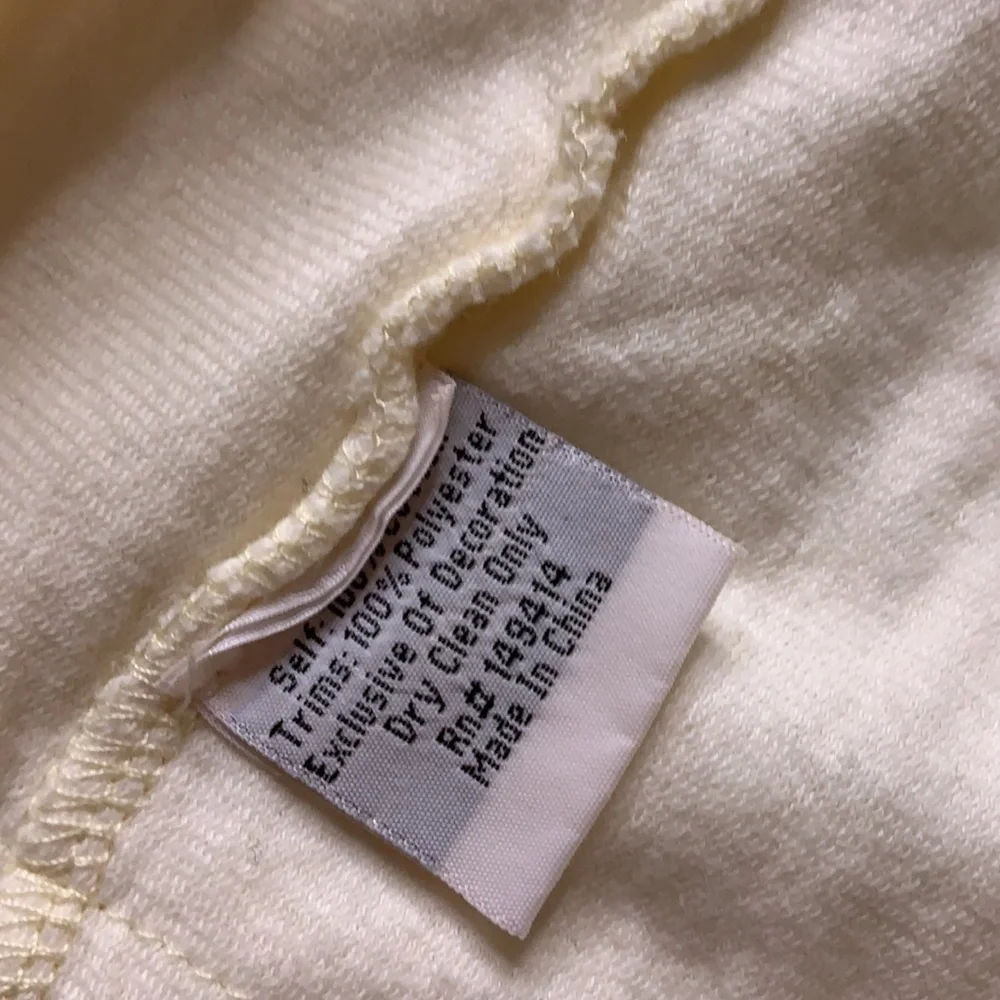 Self: 100%
Trims: 100% Polyester
Exclusive Of Decoration
Dry Clean Only
Rn# 149414
Made In China